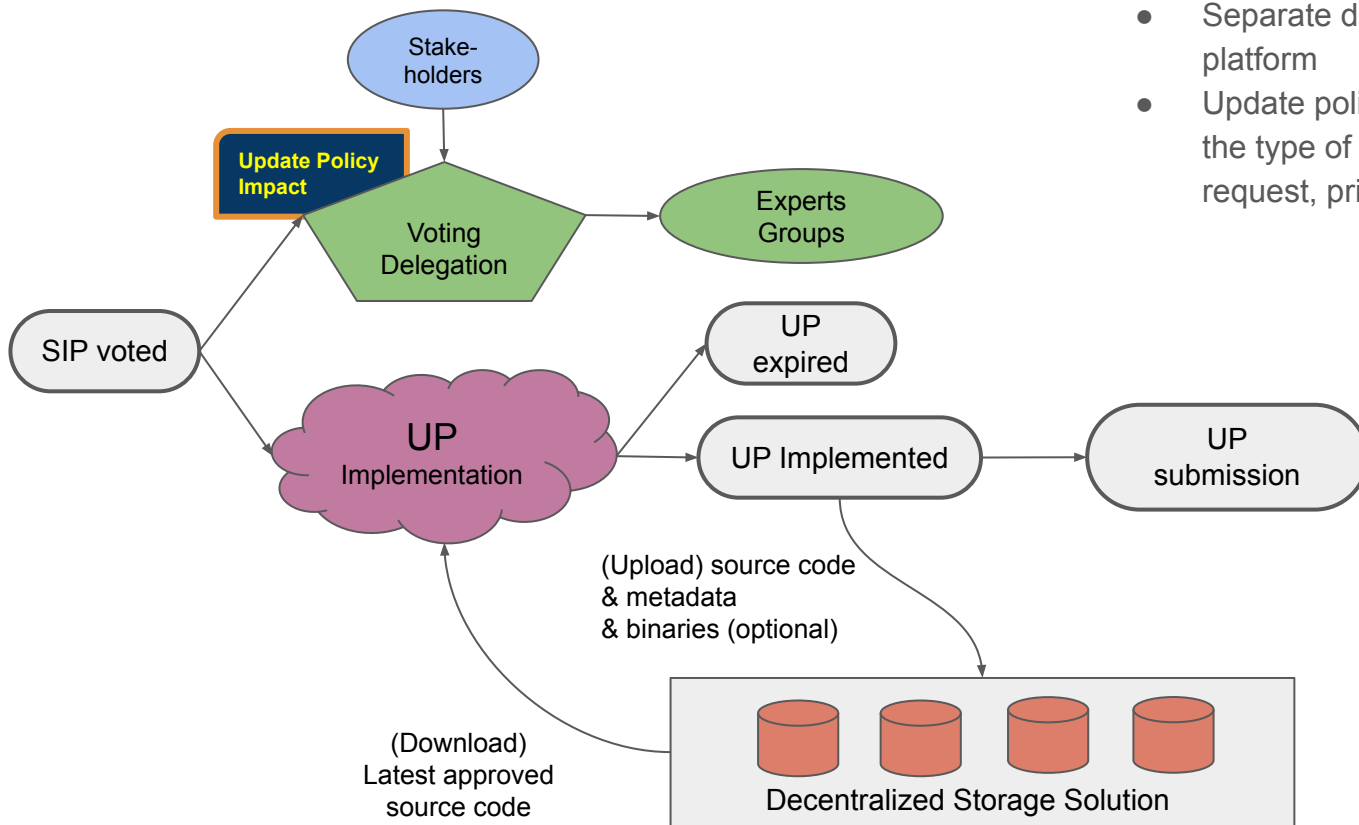 Stake-
holders
● Separate d
platform
● Update poli
the type of
request, pri
Update Policy
Impact
Voting
Delegation
Experts
Groups
SIP voted
UP
expired
UP
Implementation
UP Implemented
UP
submission
(Upload) source code
& metadata
& binaries (optional)
(Download)
Latest approved
source code
Decentralized Storage Solution